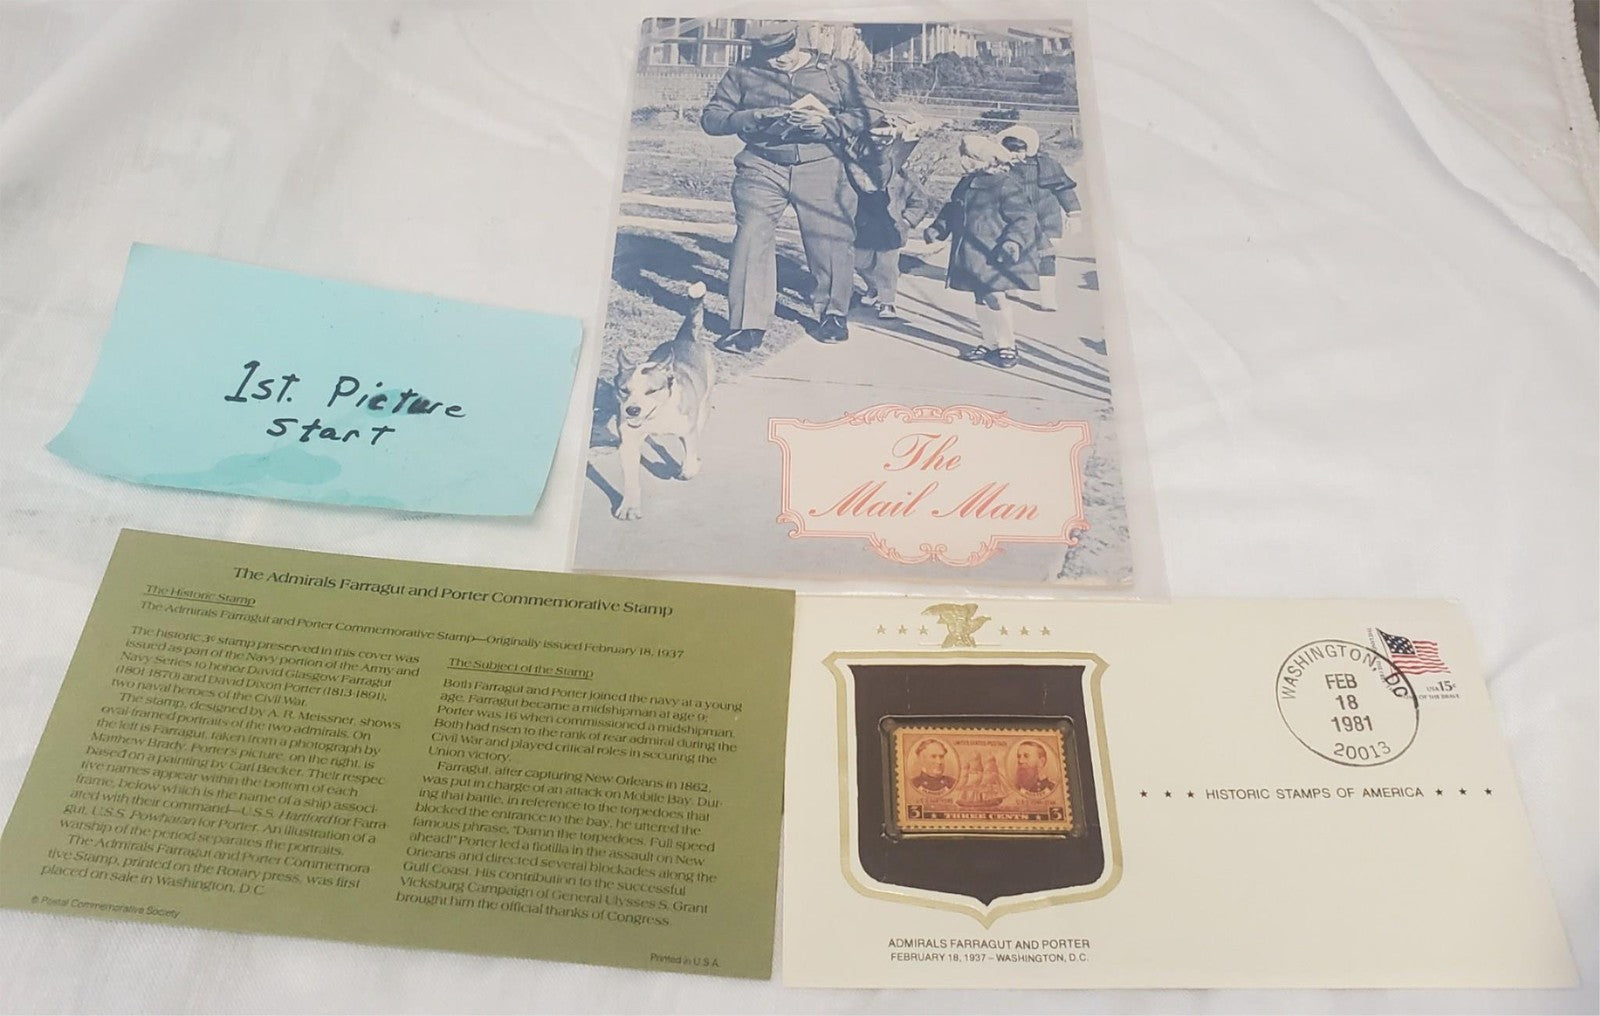 1st. Picture
Start
The
Mail Man
The Admirals Farragut and Porter Commemorative Stamp
The Historic Stamp
The Admirals Farragut and Porter Commemorative Stamp—Originally issued February 18, 1937
The historic 3¢ stamp preserved in this cover was
issued as part of the Navy portion of the Army and
Navy Series to honor David Glasgow Farragut
(1801-1870) and David Dixon Porter (1813-1891),
two naval heroes of the Civil War.
The stamp, designed by A. R. Meissner, shows
oval-framed portraits of the two admirals. On
the left is Farragut, taken from a photograph by
Matthew Brady. Porter's picture, on the right, is
based on a painting by Carl Becker. Their respec-
tive names appear within the bottom of each
frame, below which is the name of a ship associ-
ated with their command—U.S.S. Hartford for Farra-
gut, U.S.S. Powhatan for Porter. An illustration of a
warship of the period separates the portraits.
The Admirals Farragut and Porter Commemora
tive Stamp, printed on the Rotary press, was first
placed on sale in Washington, D.C.
© Postal Commemorative Society
The Subject of the Stamp
Both Farragut and Porter joined the navy at a young
age. Farragut became a midshipman at age 9;
Porter was 16 when commissioned a midshipman.
Both had risen to the rank of rear admiral during the
Civil War and played critical roles in securing the
Union victory.
Farragut, after capturing New Orleans in 1862,
was put in charge of an attack on Mobile Bay. Dur-
ing that battle, in reference to the torpedoes that
blocked the entrance to the bay, he uttered the
famous phrase, "Damn the torpedoes. Full speed
ahead!" Porter led a flotilla in the assault on New
Orleans and directed several blockades along the
Gulf Coast. His contribution to the successful
Vicksburg Campaign of General Ulysses S. Grant
brought him the official thanks of Congress.
Printed in U.S.A.
UNITED STATES POSTAGE
3 THREE CENTS 3
ADMIRALS FARRAGUT AND PORTER
FEBRUARY 18, 1937 – WASHINGTON, D.C.
WASHINGTON, DC
FEB
18
1981
20013
USA 15c
OF THE BRAVE
★ ★ ★ HISTORIC STAMPS OF AMERICA ★ ★ ★